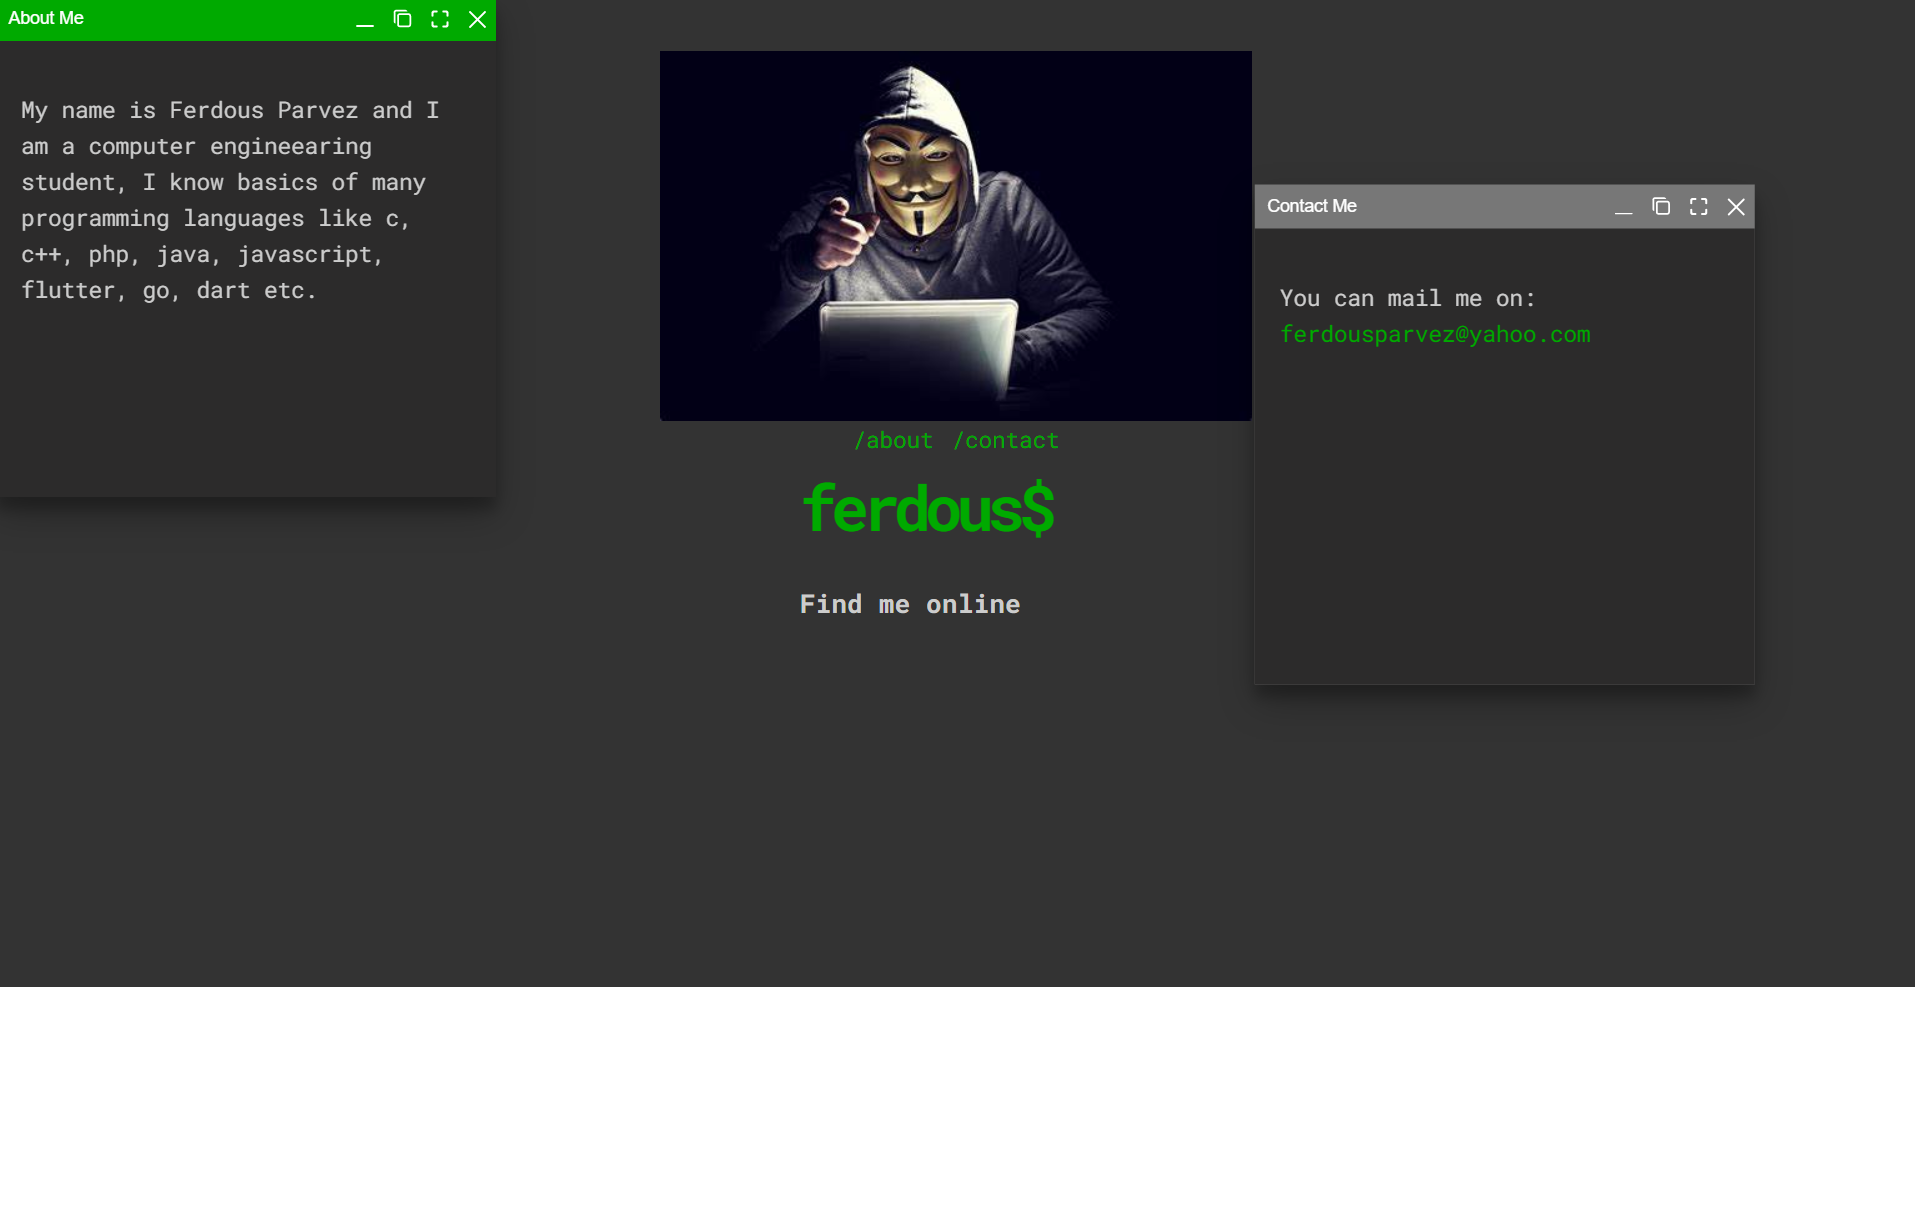 About Me
My name is Ferdous Parvez and I
am a computer engineearing
student, I know basics of many
programming languages like c,
c++, php, java, javascript,
flutter, go, dart etc.
/about /contact
ferdous$
Find me online
Contact Me
You can mail me on:
ferdousparvez@yahoo.com